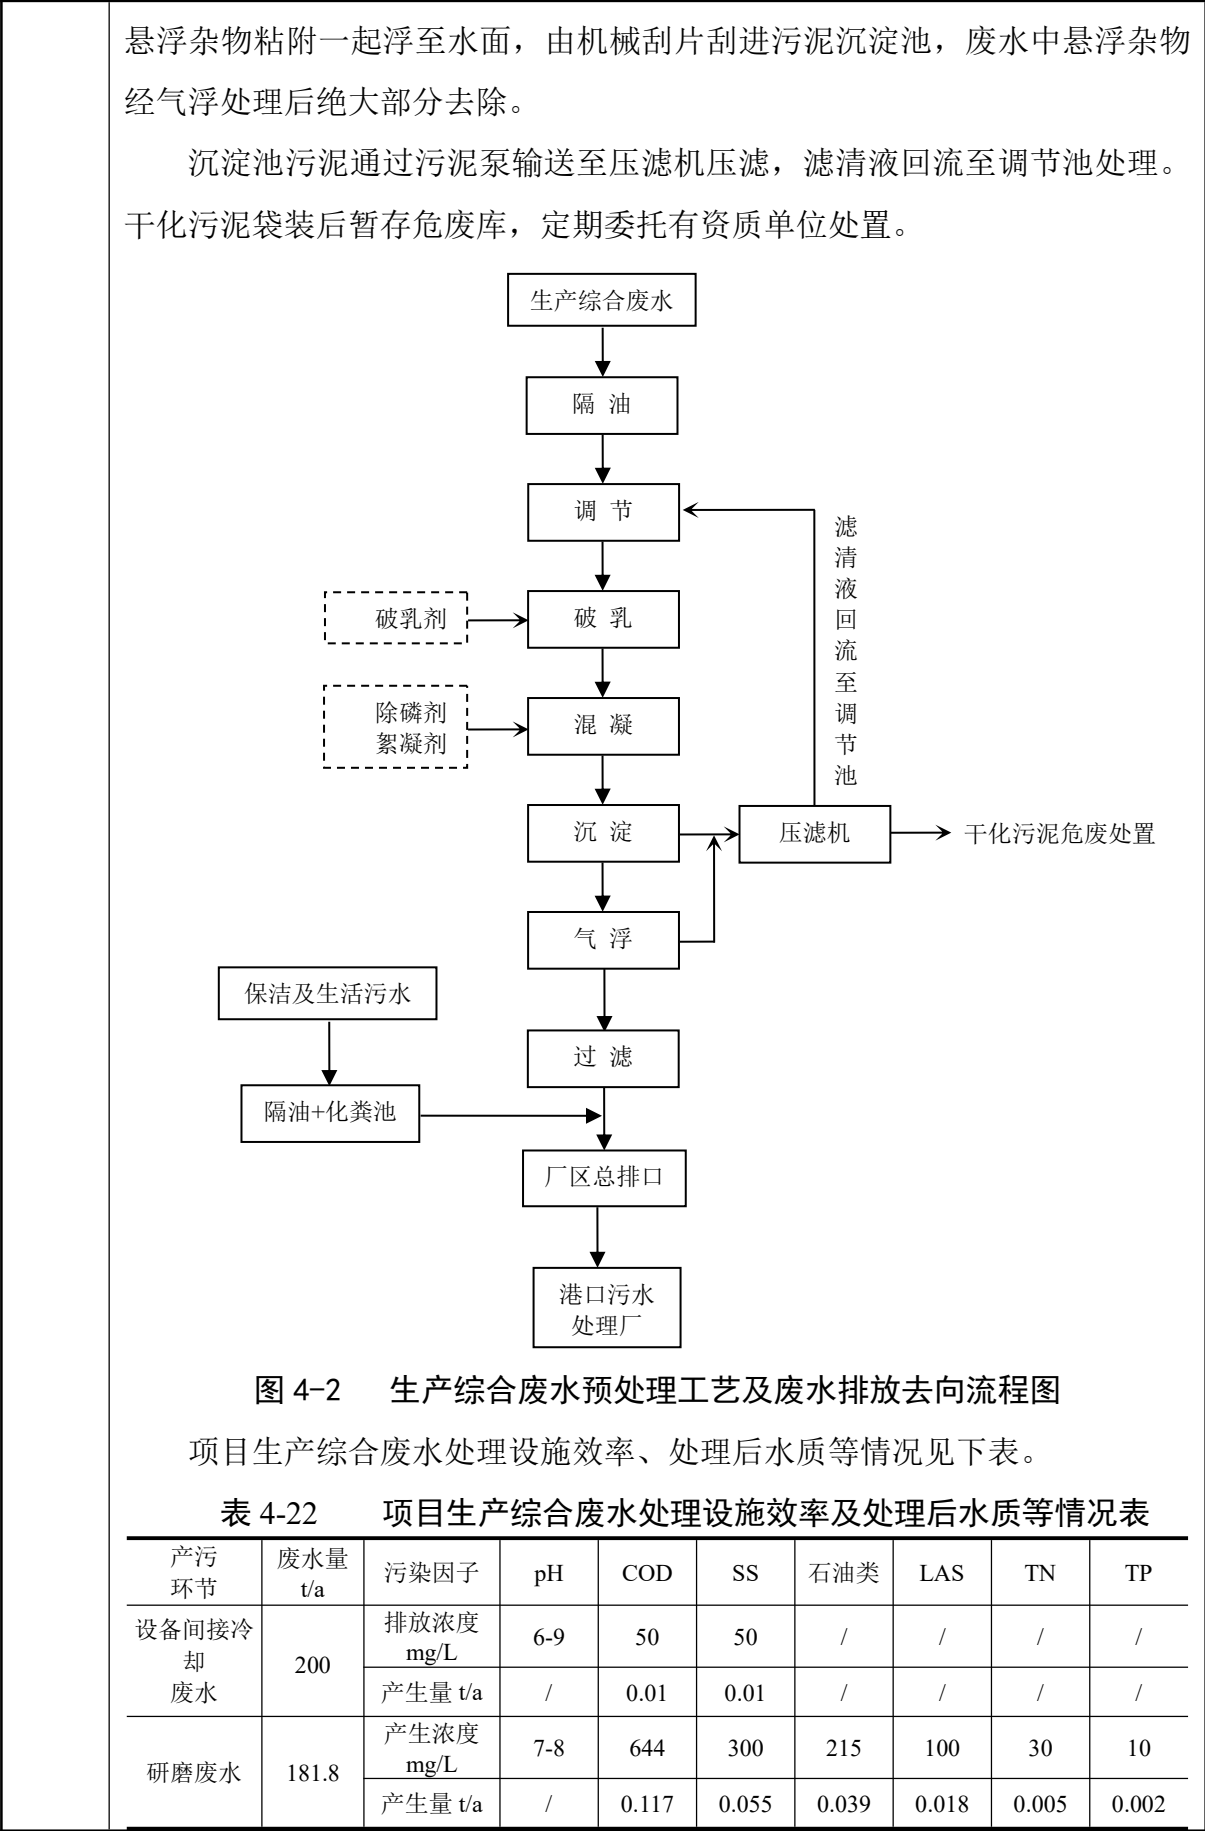 悬浮杂物粘附一起浮至水面，由机械刮片刮进污泥沉淀池，废水中悬浮杂物
经气浮处理后绝大部分去除。
沉淀池污泥通过污泥泵输送至压滤机压滤，滤清液回流至调节池处理。
干化污泥袋装后暂存危废库，定期委托有资质单位处置。
生产综合废水
隔 油
调 节
滤清液回流至调节池
破乳剂
破 乳
除磷剂
絮凝剂
混 凝
沉 淀
压滤机
干化污泥危废处置
气 浮
保洁及生活污水
过 滤
隔油+化粪池
厂区总排口
港口污水
处理厂
图 4-2 生产综合废水预处理工艺及废水排放去向流程图
项目生产综合废水处理设施效率、处理后水质等情况见下表。
表 4-22 项目生产综合废水处理设施效率及处理后水质等情况表
产污
环节
废水量
t/a
污染因子 pH COD SS 石油类 LAS TN TP
设备间接冷
却
废水
200
排放浓度
mg/L
6-9 50 50 / / / /
产生量 t/a / 0.01 0.01 / / / /
研磨废水
181.8
产生浓度
mg/L
7-8 644 300 215 100 30 10
产生量 t/a / 0.117 0.055 0.039 0.018 0.005 0.002